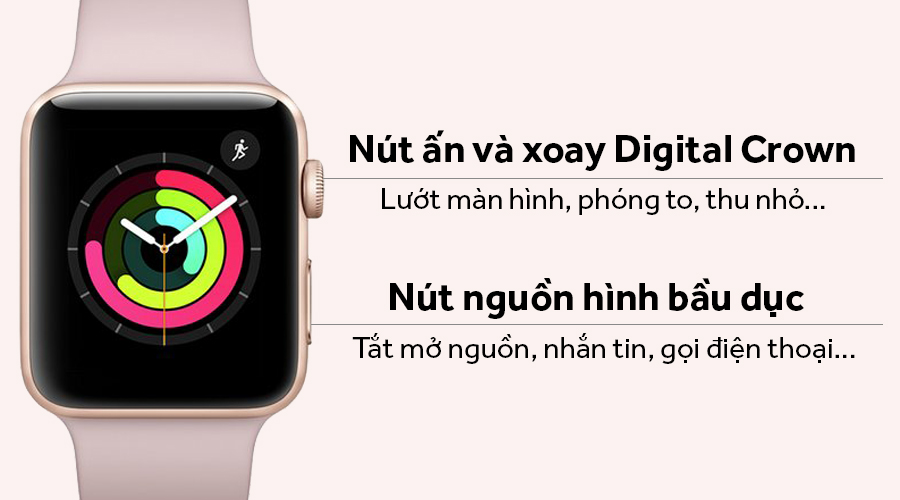 Nút ấn và xoay Digital Crown
Lướt màn hình, phóng to, thu nhỏ...
Nút nguồn hình bầu dục
Tắt mở nguồn, nhắn tin, gọi điện thoại...